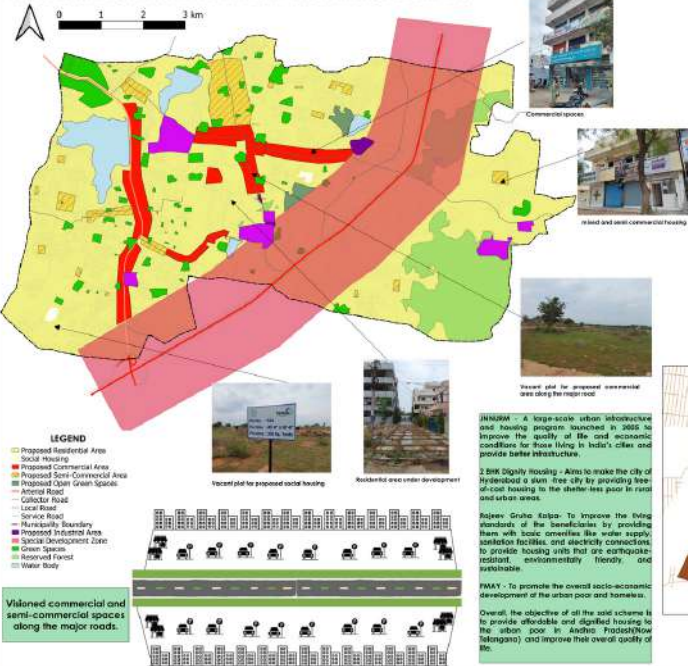 0 1 2 3 km
Commercial spaces
mixed and semi commercial housing
Vacant plot for proposed commercial
area along the major road
Vacant plot for proposed social housing
Residential area under development
LEGEND
Proposed Residential Area
Social Housing
Proposed Commercial Area
Proposed Semi-Commercial Area
Proposed Open Green Spaces
Arterial Road
Collector Road
Local Road
Service Road
Municipality Boundary
Proposed Industrial Area
Special Development Zone
Green Spaces
Reserved Forest
Water Body
Visioned commercial and
semi-commercial spaces
along the major roads.
JNNURM - A large-scale urban infrastructure
and housing program launched in 2005 to
improve the quality of life and economic
conditions for those living in India's cities and
provide better infrastructure.
2 BHK Dignity Housing - Aims to make the city of
Hyderabad a slum -free city by providing free-
of-cost housing to the shelter-less poor in rural
and urban areas.
Rajeev Gruha Kalpa- To improve the living
standards of the beneficiaries by providing
them with basic amenities like water supply,
sanitation facilities, and electricity connections,
to provide housing units that are earthquake-
resistant, environmentally friendly, and
sustainable.
PMAY - To promote the overall socio-economic
development of the urban poor and homeless.
Overall, the objective of all the said scheme is
to provide affordable and dignified housing to
the urban poor in Andhra Pradesh(Now
Telangana) and improve their overall quality of
life.